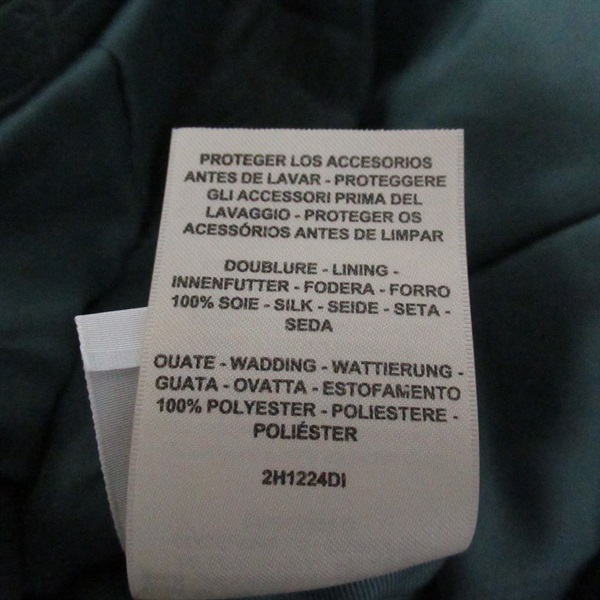 PROTEGER LOS ACCESORIOS
ANTES DE LAVAR - PROTEGGERE
GLI ACCESSORI PRIMA DEL
LAVAGGIO - PROTEGER OS
ACESSÓRIOS ANTES DE LIMPAR
DOUBLURE - LINING -
INNENFUTTER - FODERA - FORRO
100% SOIE - SILK - SEIDE - SETA -
SEDA
OUATE - WADDING - WATTIERUNG -
GUATA - OVATTA - ESTOFAMENTO
100% POLYESTER - POLIESTERE -
POLIÉSTER
2H1224DI